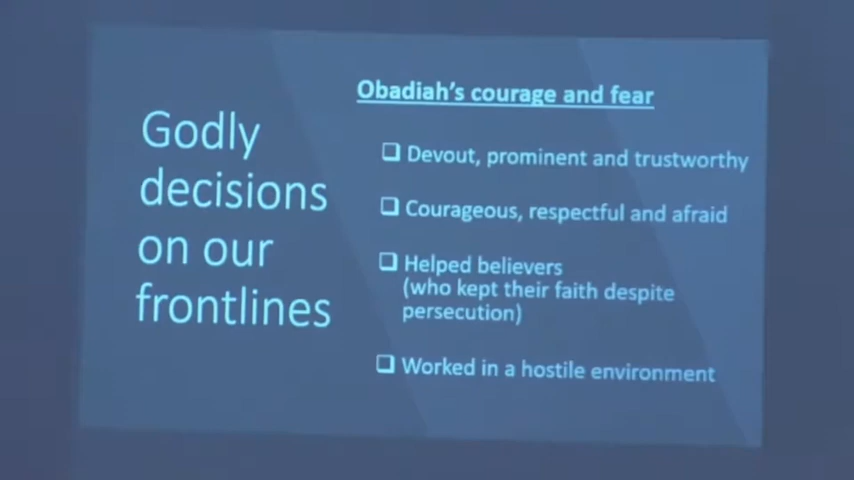 Godly
decisions
on our
frontlines
Obadiah's courage and fear
❑ Devout, prominent and trustworthy
❑ Courageous, respectful and afraid
❑ Helped believers
(who kept their faith despite
persecution)
❑ Worked in a hostile environment